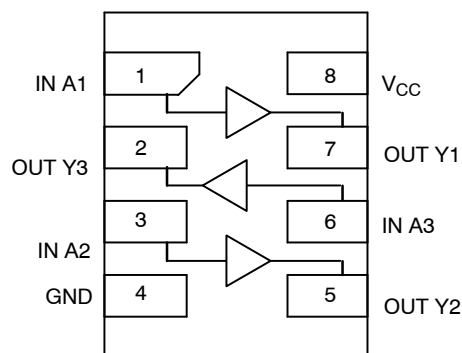 IN A1 1 8 VCC
OUT Y3 2 7 OUT Y1
IN A2 3 6 IN A3
GND 4 5 OUT Y2